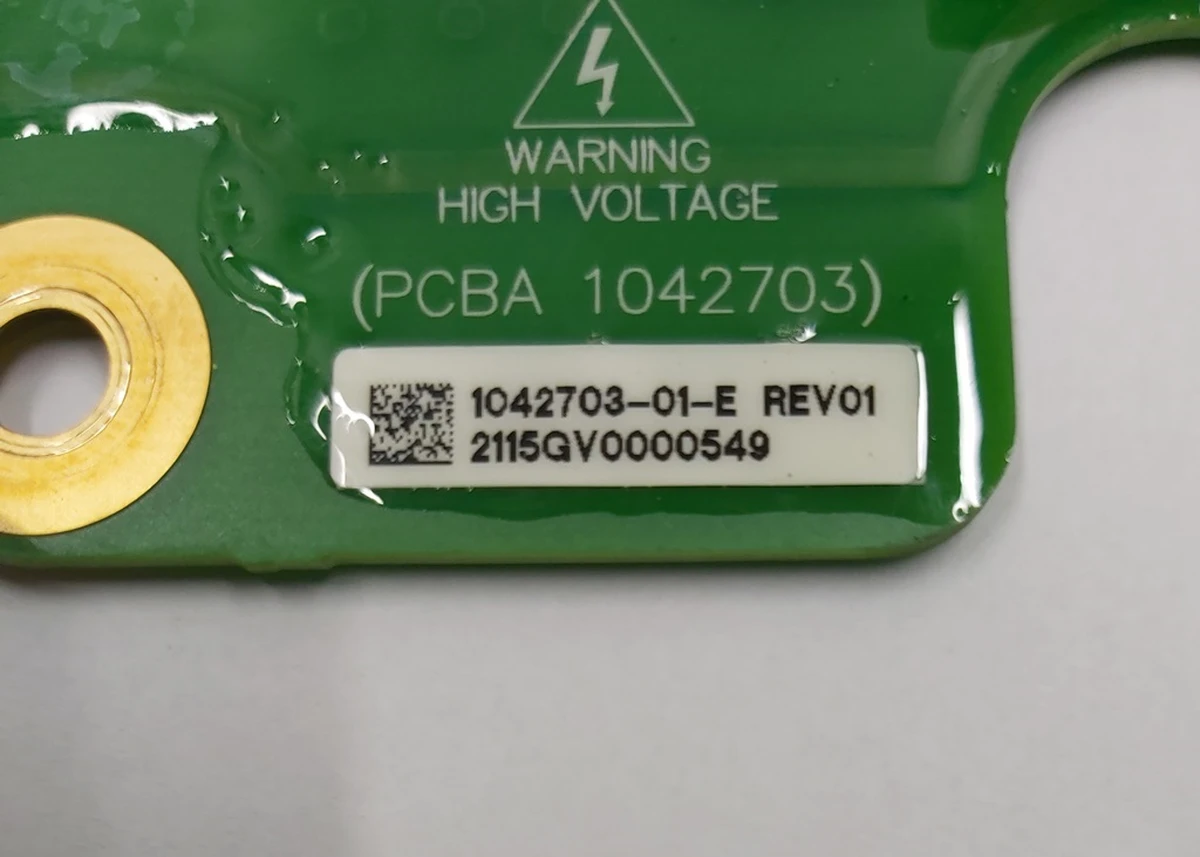 WARNING
HIGH VOLTAGE
(PCBA 1042703)
1042703-01-E REV01
2115GV0000549